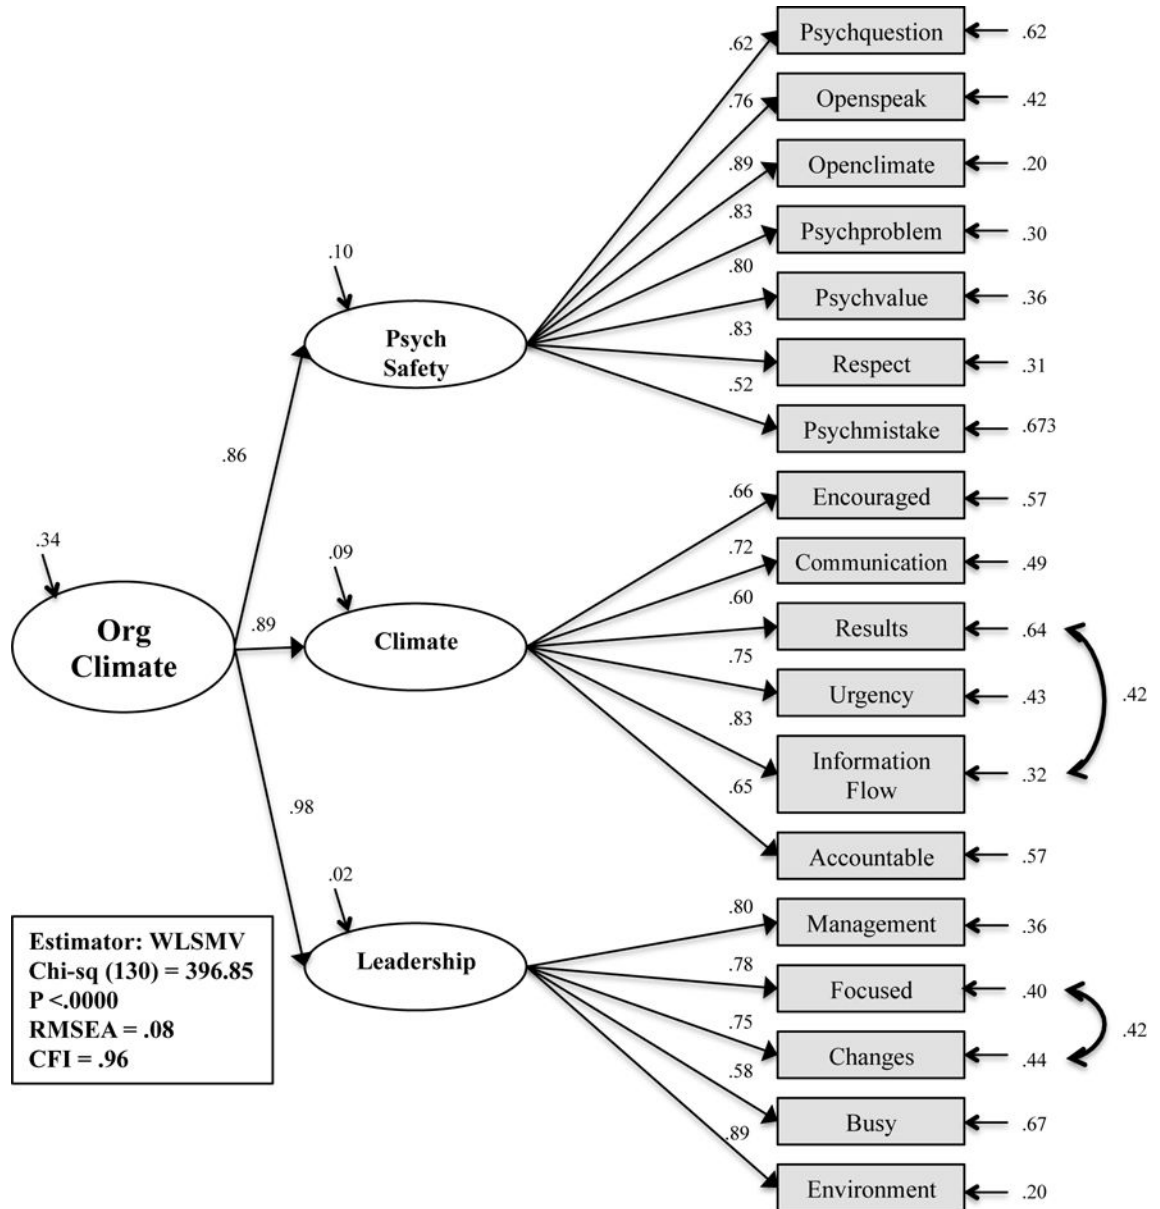 Psychquestion
.62
.62
Openspeak
.42
.76
Openclimate
.20
.89
Psychproblem
.30
.83
Psychvalue
.36
.80
Respect
.31
.83
Psychmistake
.673
.52
.10
Psych
Safety
.86
Encouraged
.57
.66
Communication
.49
.72
Results
.64
.60
Urgency
.43
.75
Information
Flow
.32
.83
Accountable
.57
.65
.42
.34
Org
Climate
.09
Climate
.89
.98
.02
Leadership
Management
.36
.80
Focused
.40
.78
Changes
.44
.75
Busy
.67
.58
Environment
.20
.89
.42
Estimator: WLSMV
Chi-sq (130) = 396.85
P <.0000
RMSEA = .08
CFI = .96